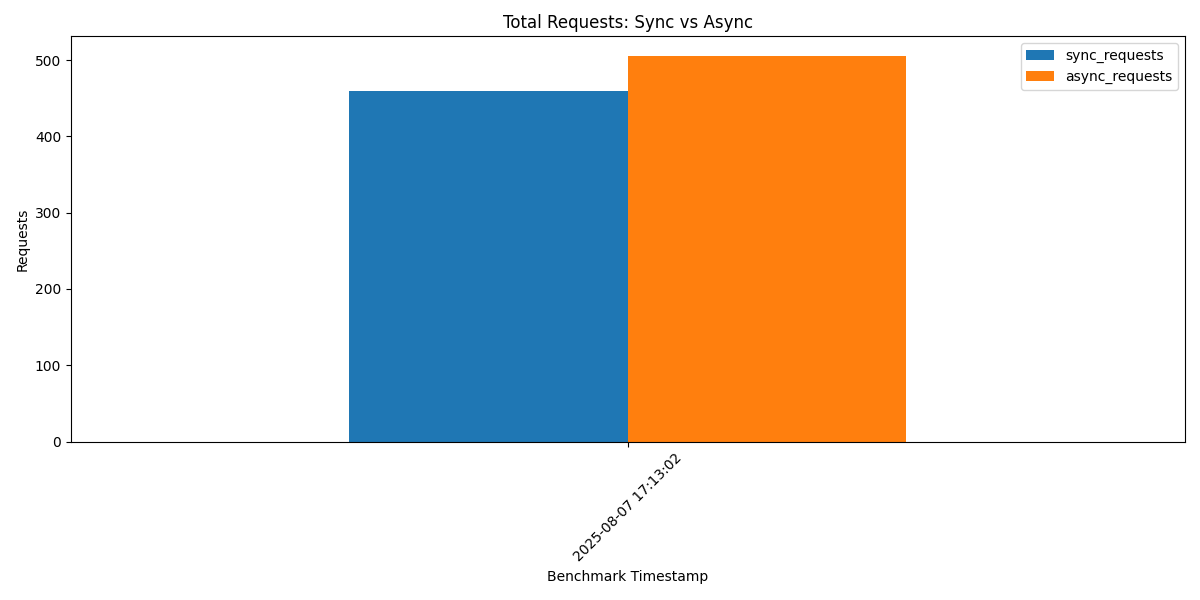 Total Requests: Sync vs Async
sync_requests
async_requests
Requests
500
400
300
200
100
0
2025-08-07 17:13:02
Benchmark Timestamp